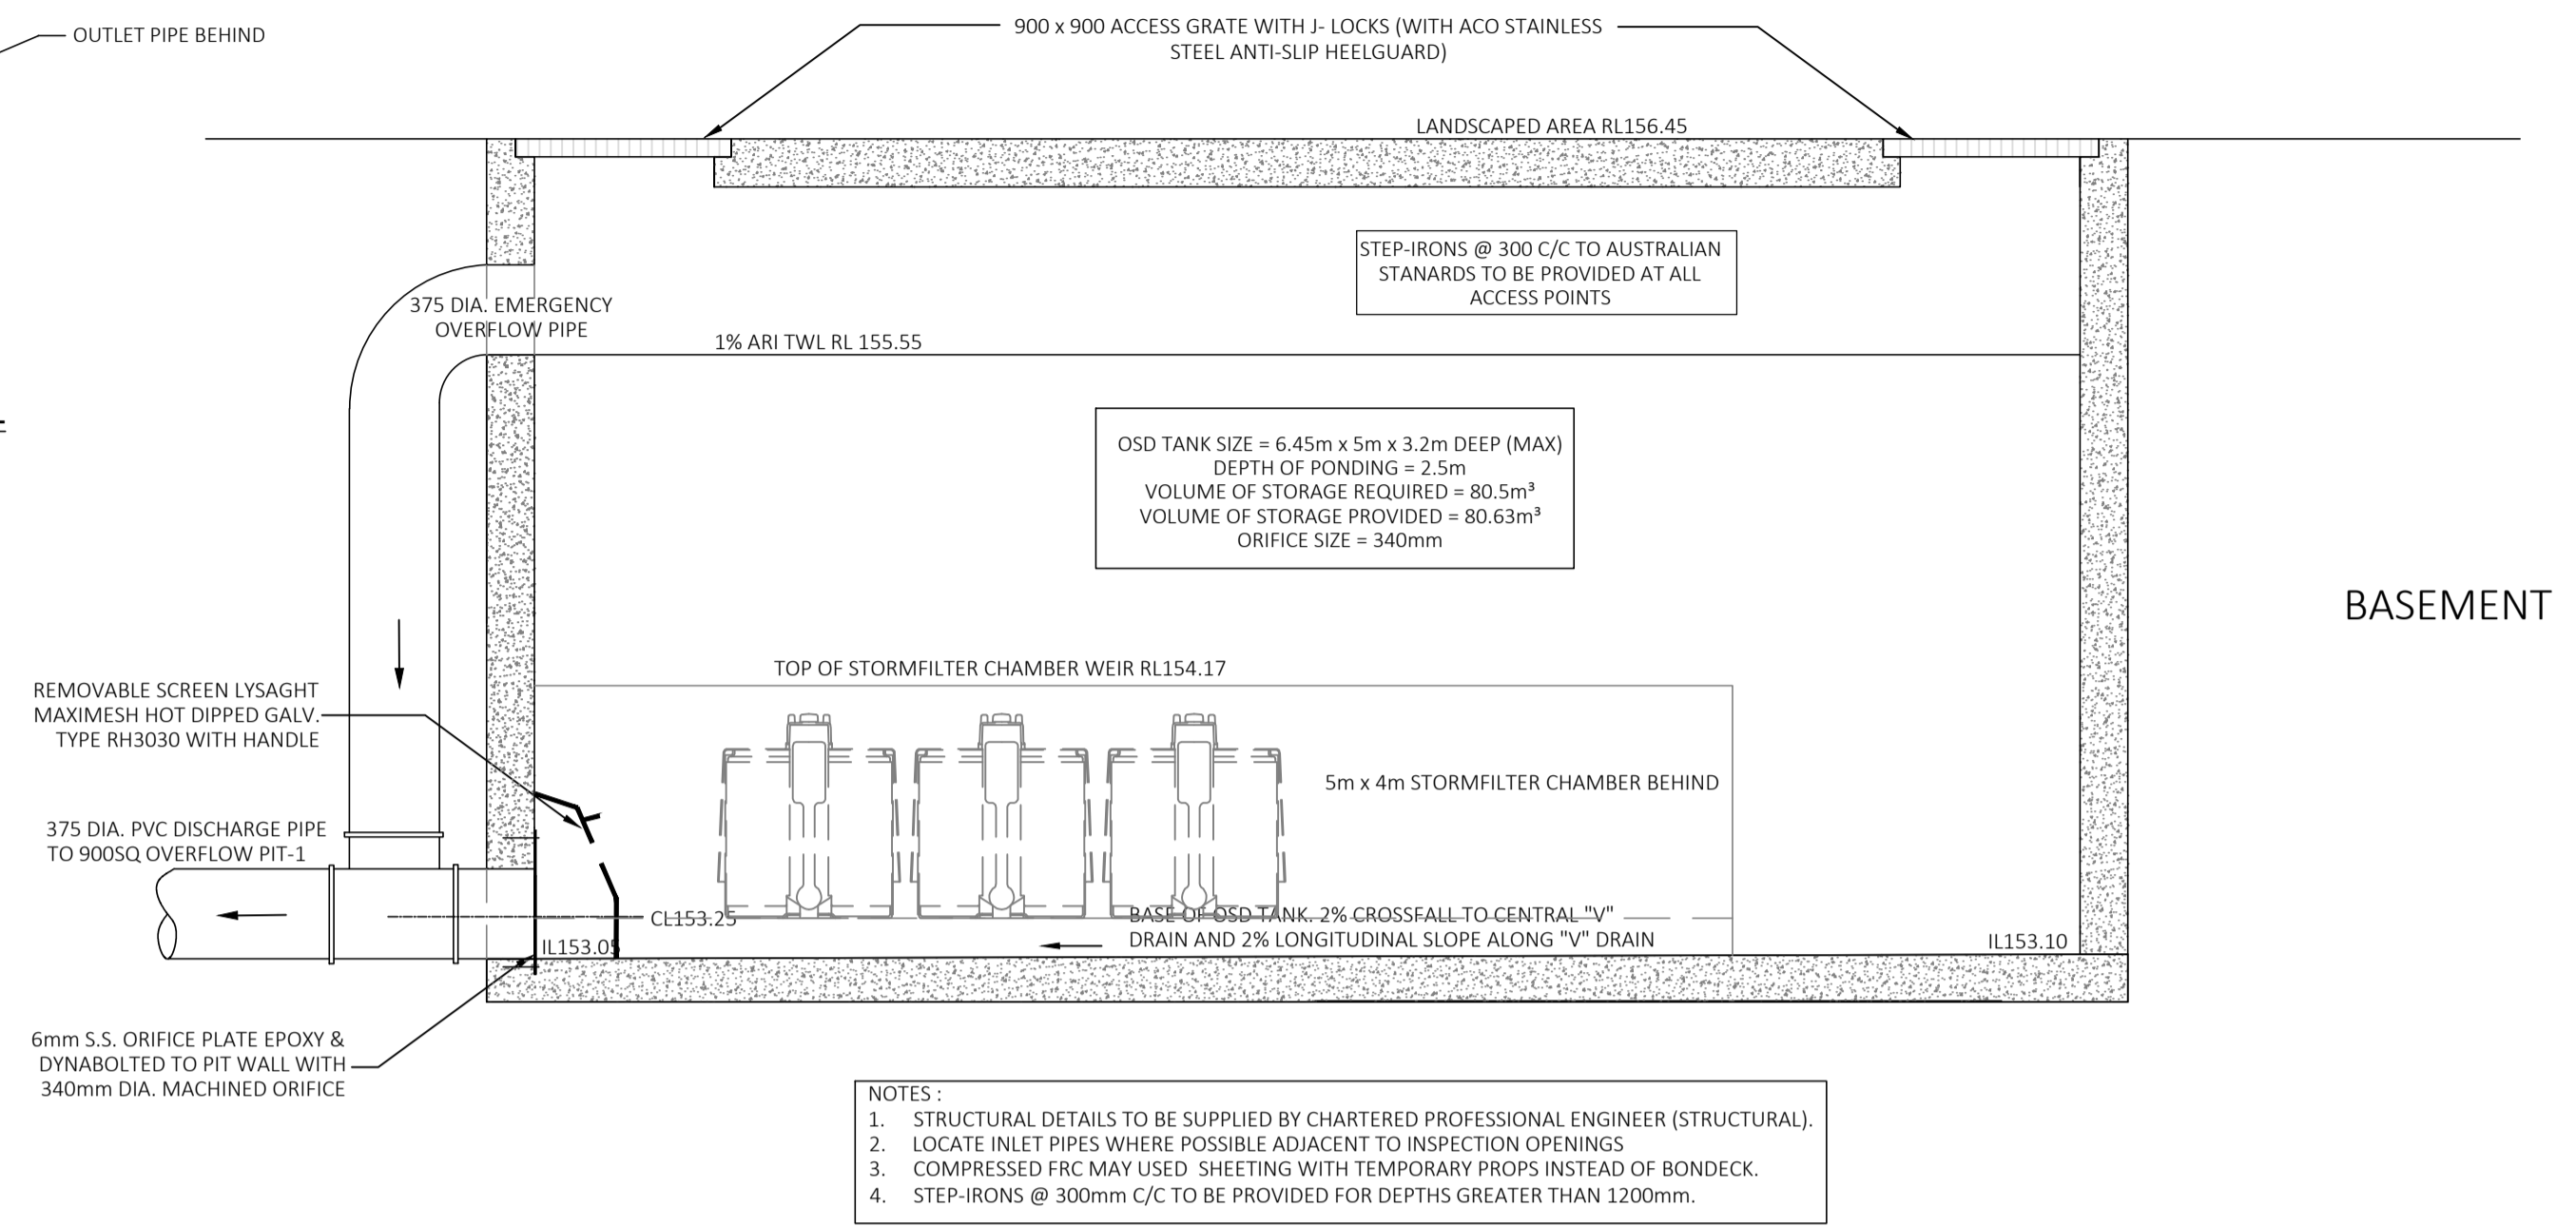 OUTLET PIPE BEHIND
900 x 900 ACCESS GRATE WITH J- LOCKS (WITH ACO STAINLESS
STEEL ANTI-SLIP HEELGUARD)
LANDSCAPED AREA RL156.45
STEP-IRONS @ 300 C/C TO AUSTRALIAN
STANARDS TO BE PROVIDED AT ALL
ACCESS POINTS
375 DIA. EMERGENCY
OVERFLOW PIPE
1% ARI TWL RL 155.55
OSD TANK SIZE = 6.45m x 5m x 3.2m DEEP (MAX)
DEPTH OF PONDING = 2.5m
VOLUME OF STORAGE REQUIRED = 80.5m³
VOLUME OF STORAGE PROVIDED = 80.63m³
ORIFICE SIZE = 340mm
BASEMENT
TOP OF STORMFILTER CHAMBER WEIR RL154.17
REMOVABLE SCREEN LYSAGHT
MAXIMESH HOT DIPPED GALV.
TYPE RH3030 WITH HANDLE
5m x 4m STORMFILTER CHAMBER BEHIND
375 DIA. PVC DISCHARGE PIPE
TO 900SQ OVERFLOW PIT-1
CL153.25
BASE OF OSD TANK. 2% CROSSFALL TO CENTRAL "V"
DRAIN AND 2% LONGITUDINAL SLOPE ALONG "V" DRAIN
IL153.05
IL153.10
6mm S.S. ORIFICE PLATE EPOXY &
DYNABOLTED TO PIT WALL WITH
340mm DIA. MACHINED ORIFICE
NOTES :
1. STRUCTURAL DETAILS TO BE SUPPLIED BY CHARTERED PROFESSIONAL ENGINEER (STRUCTURAL).
2. LOCATE INLET PIPES WHERE POSSIBLE ADJACENT TO INSPECTION OPENINGS
3. COMPRESSED FRC MAY USED SHEETING WITH TEMPORARY PROPS INSTEAD OF BONDECK.
4. STEP-IRONS @ 300mm C/C TO BE PROVIDED FOR DEPTHS GREATER THAN 1200mm.